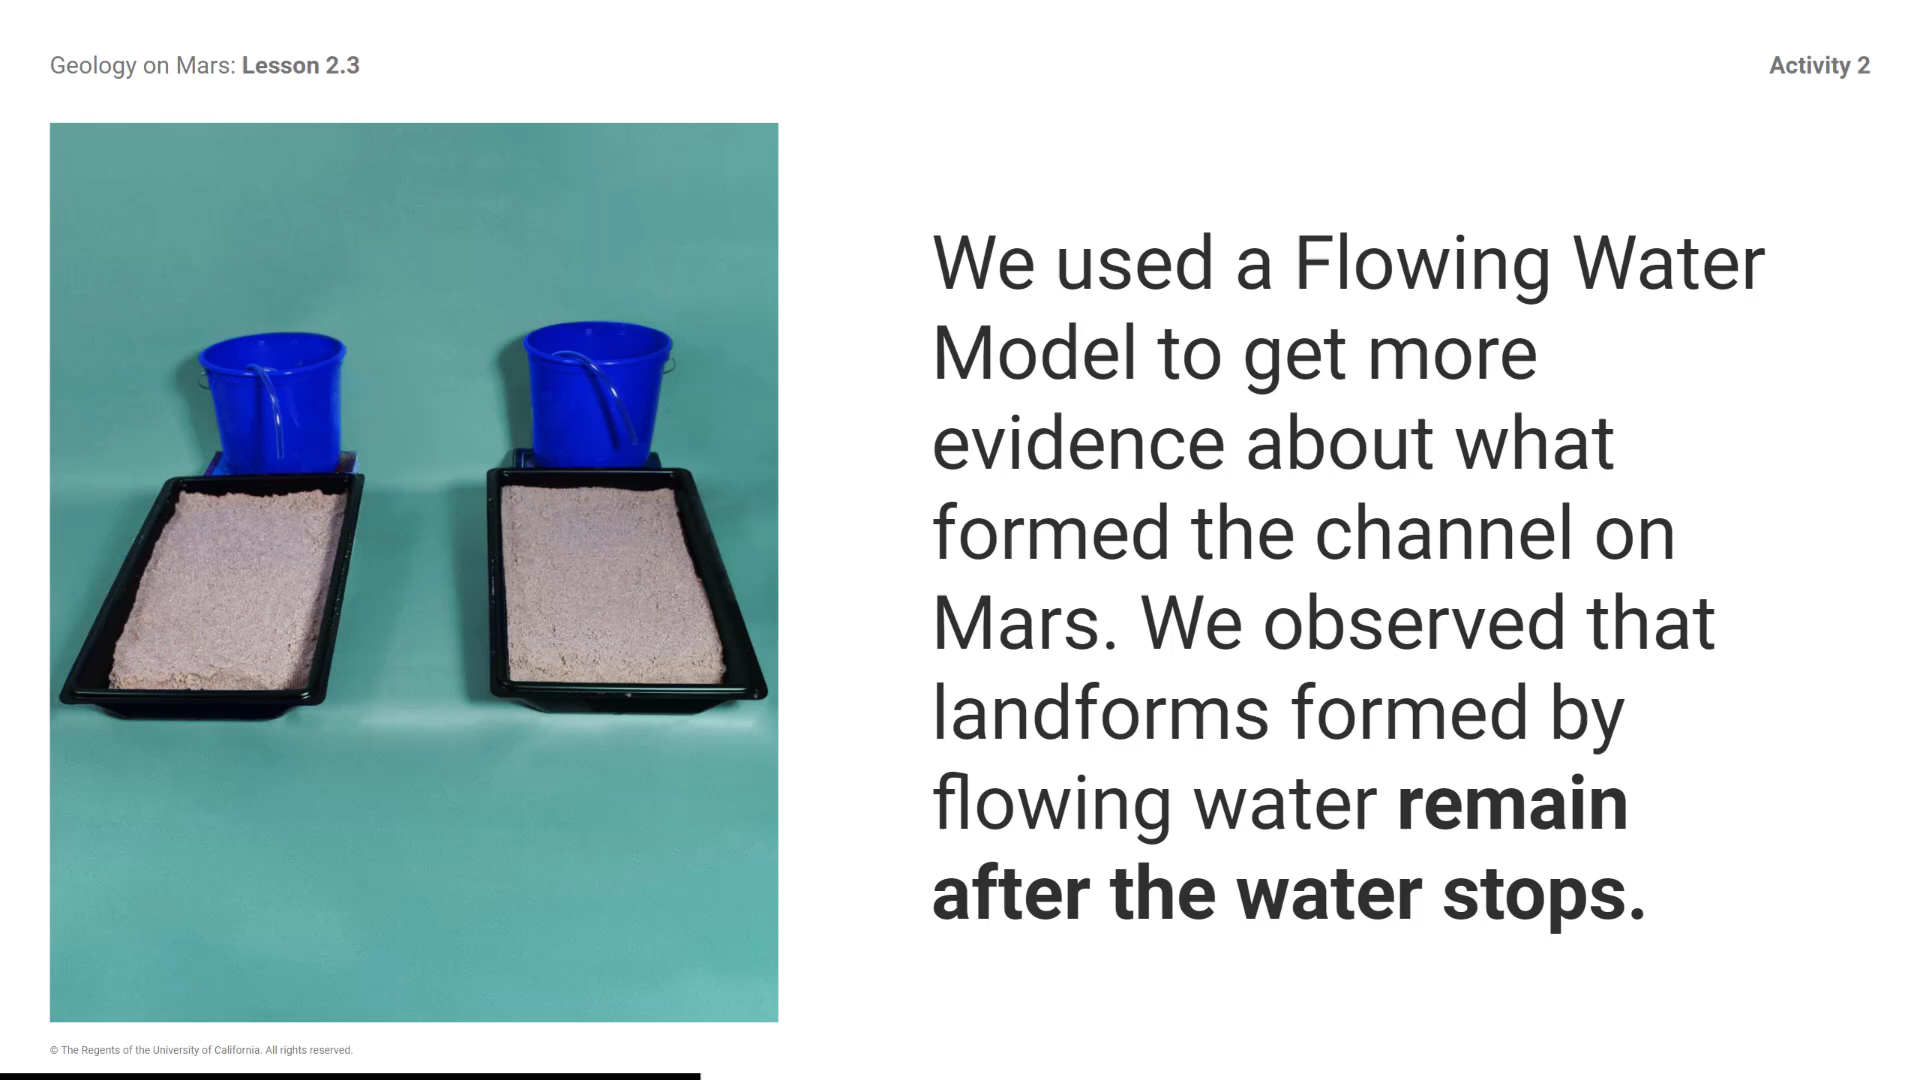 Geology on Mars: Lesson 2.3
Activity 2
We used a Flowing Water
Model to get more
evidence about what
formed the channel on
Mars. We observed that
landforms formed by
flowing water remain
after the water stops.
© The Regents of the University of California. All rights reserved.